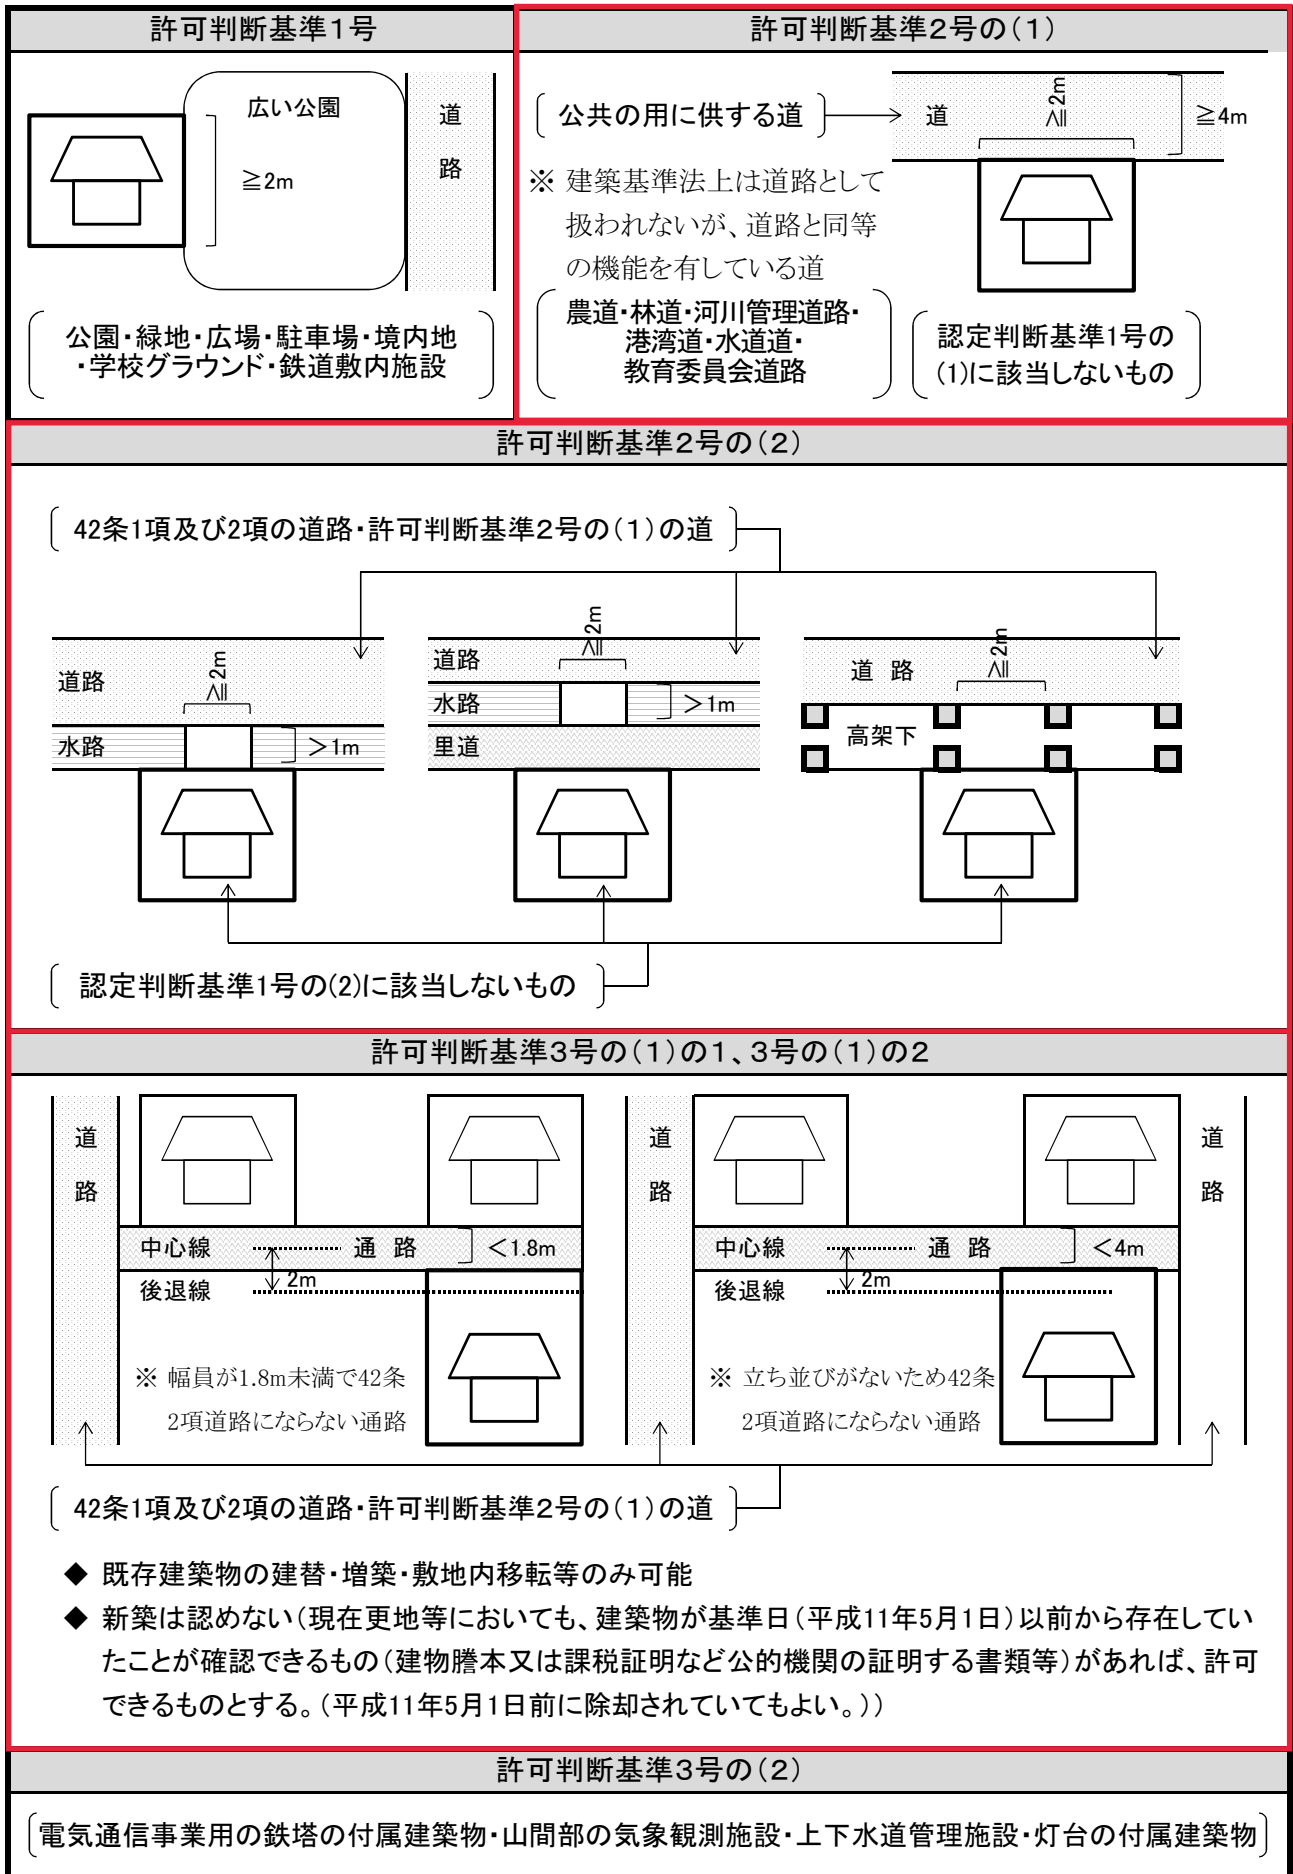 許可判断基準1号
広い公園
道
路
≧2m
公園・緑地・広場・駐車場・境内地
・学校グラウンド・鉄道敷内施設
許可判断基準2号の(1)
公共の用に供する道
道
≧2m
≧4m
※ 建築基準法上は道路として
扱われないが、道路と同等
の機能を有している道
農道・林道・河川管理道路・
港湾道・水道道・
教育委員会道路
認定判断基準1号の
(1)に該当しないもの
許可判断基準2号の(2)
42条1項及び2項の道路・許可判断基準2号の(1)の道
道路
≧2m
水路
＞1m
道路
≧2m
水路
＞1m
里道
道 路
≧2m
高架下
認定判断基準1号の(2)に該当しないもの
許可判断基準3号の(1)の1、3号の(1)の2
道
路
中心線
通 路
＜1.8m
2m
後退線
※ 幅員が1.8m未満で42条
2項道路にならない通路
道
路
中心線
通 路
＜4m
2m
後退線
※ 立ち並びがないため42条
2項道路にならない通路
道
路
42条1項及び2項の道路・許可判断基準2号の(1)の道
◆ 既存建築物の建替・増築・敷地内移転等のみ可能
◆ 新築は認めない(現在更地等においても、建築物が基準日(平成11年5月1日)以前から存在してい
たことが確認できるもの(建物謄本又は課税証明など公的機関の証明する書類等)があれば、許可
できるものとする。(平成11年5月1日前に除却されていてもよい。))
許可判断基準3号の(2)
電気通信事業用の鉄塔の付属建築物・山間部の気象観測施設・上下水道管理施設・灯台の付属建築物